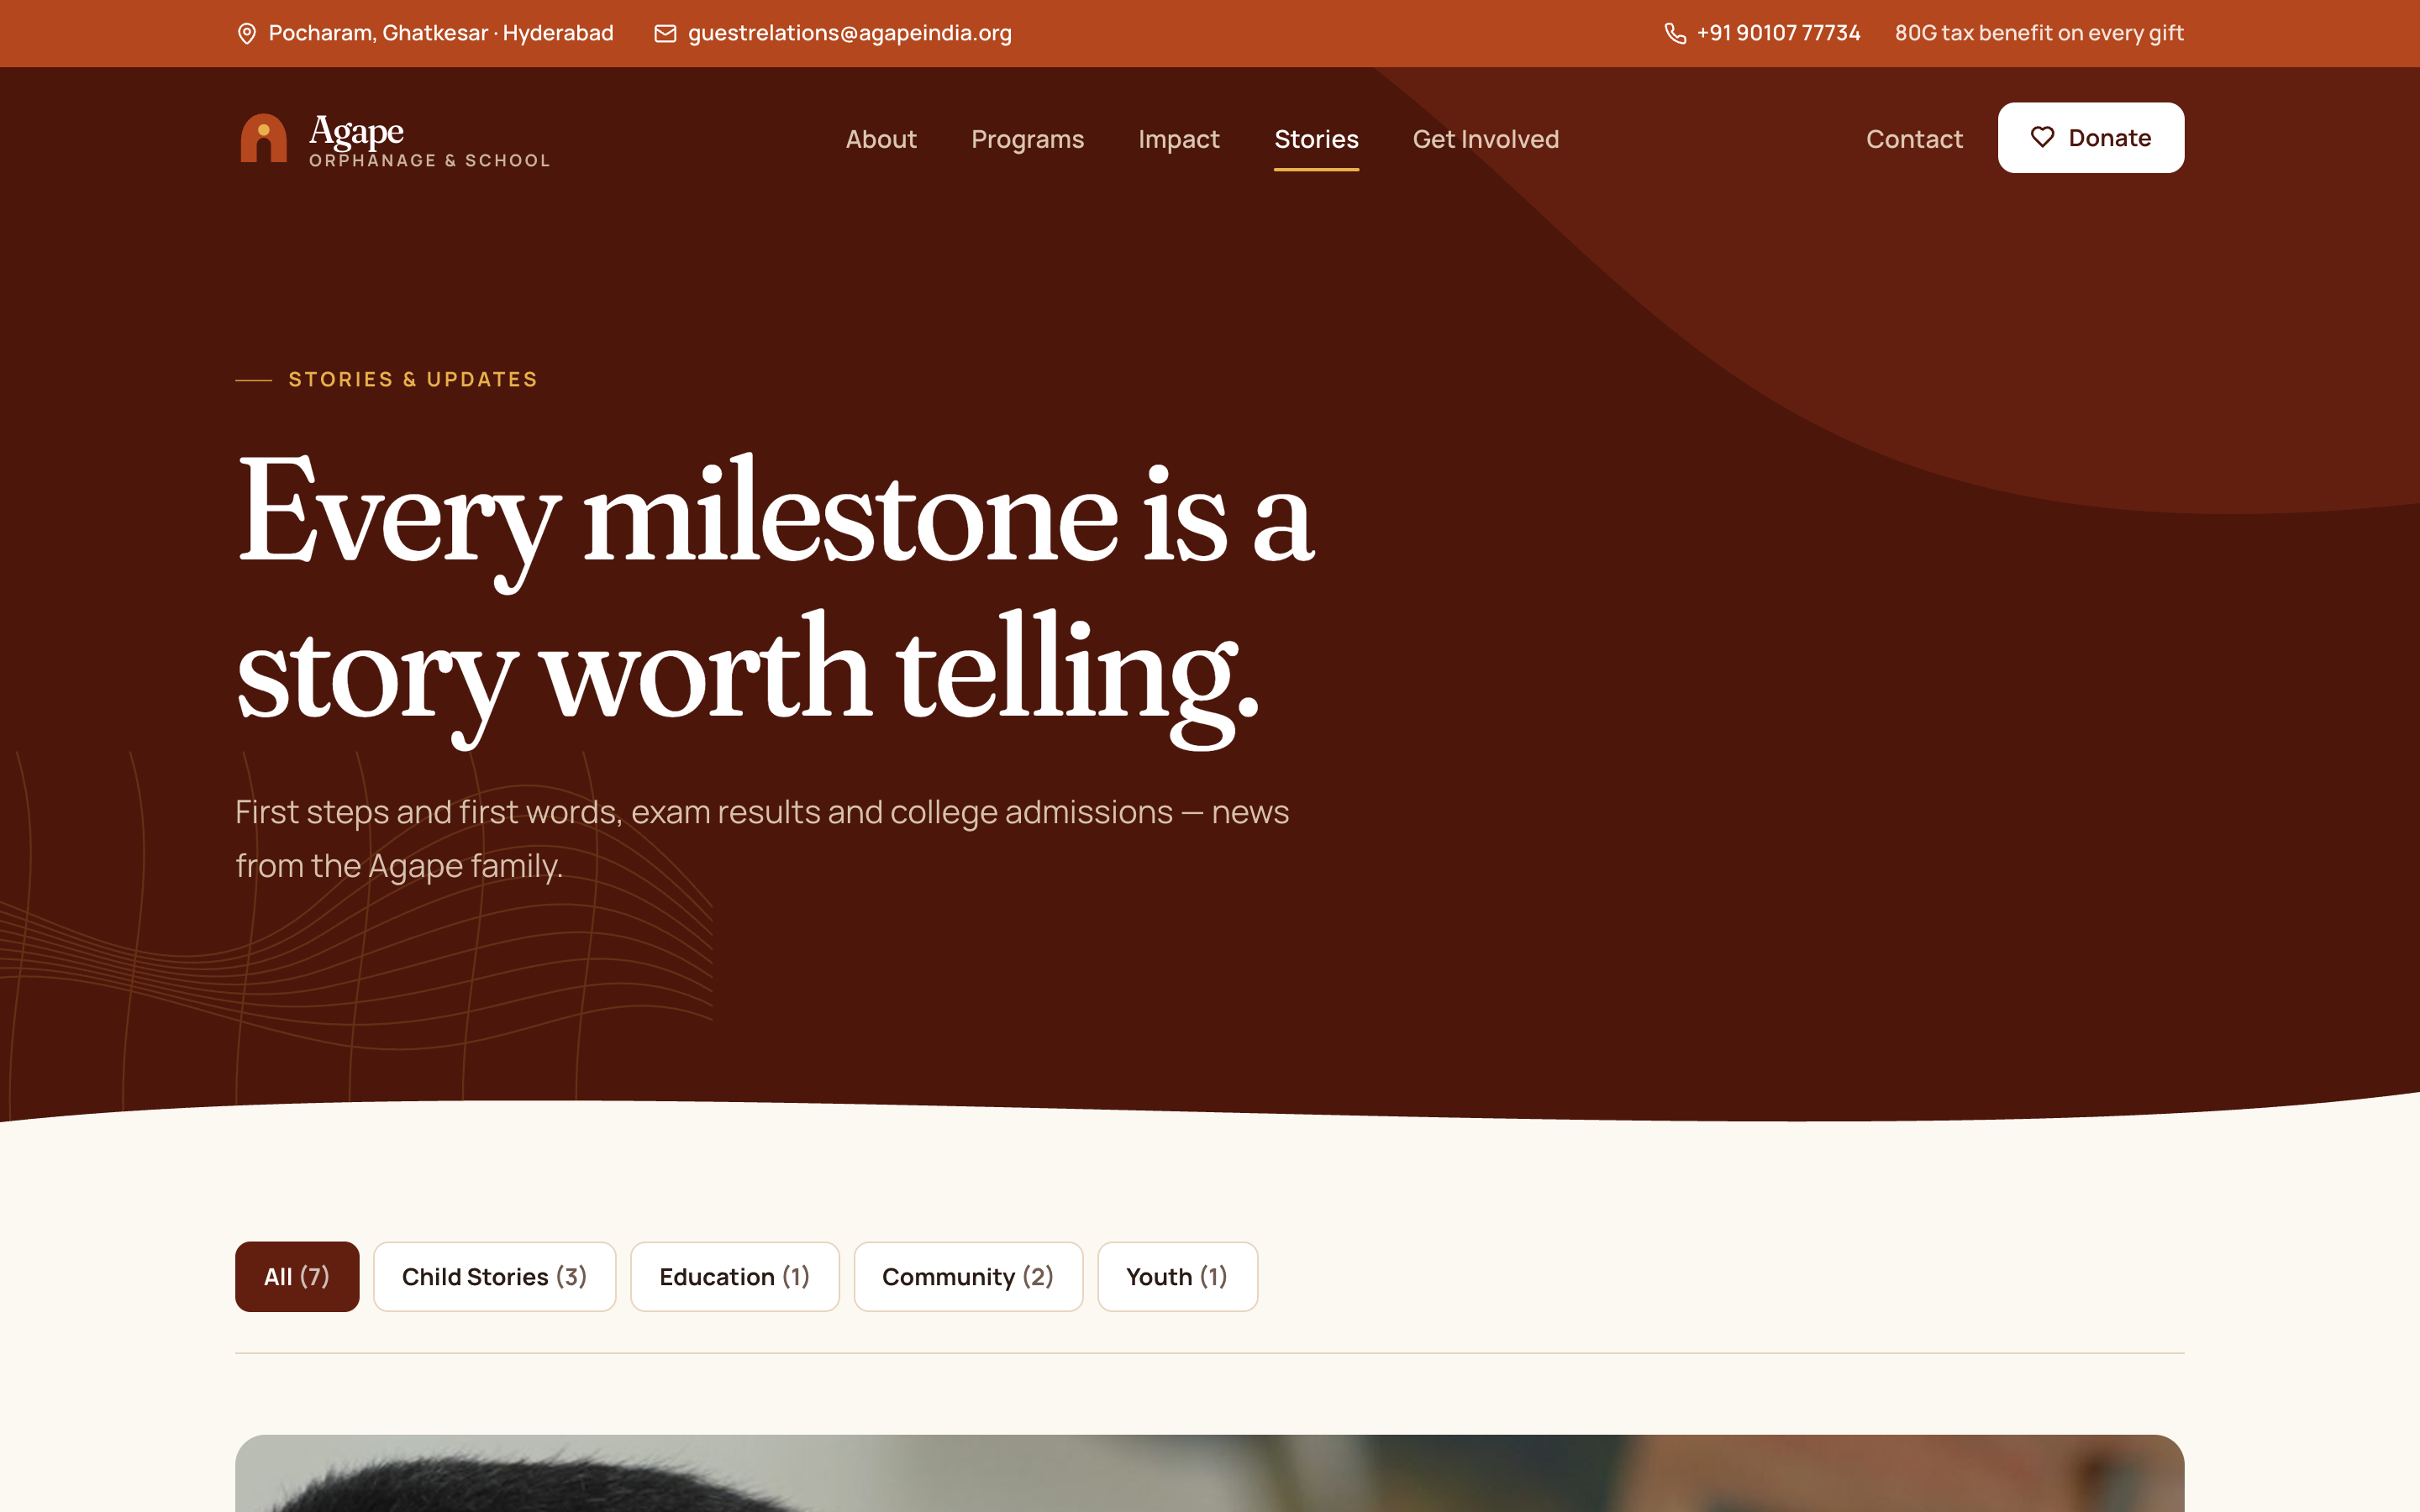 Pocharam, Ghatkesar · Hyderabad
guestrelations@agapeindia.org
+91 90107 77734
80G tax benefit on every gift
Agape
ORPHANAGE & SCHOOL
About
Programs
Impact
Stories
Get Involved
Contact
Donate
STORIES & UPDATES
Every milestone is a
story worth telling.
First steps and first words, exam results and college admissions — news
from the Agape family.
All (7)
Child Stories (3)
Education (1)
Community (2)
Youth (1)